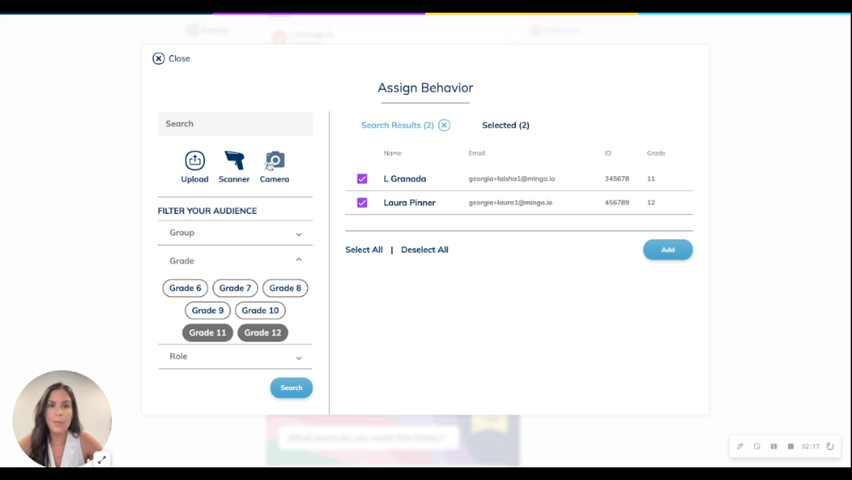 Close
Assign Behavior
Search
Search Results (2)
Selected (2)
Name Email ID Grade
Upload Scanner Camera
L Granada georgia+laisha1@minga.io 345678 11
Laura Pinner georgia+laura1@minga.io 456789 12
FILTER YOUR AUDIENCE
Group
Select All | Deselect All
Add
Grade
Grade 6 Grade 7 Grade 8
Grade 9 Grade 10
Grade 11 Grade 12
Role
Search
02:17